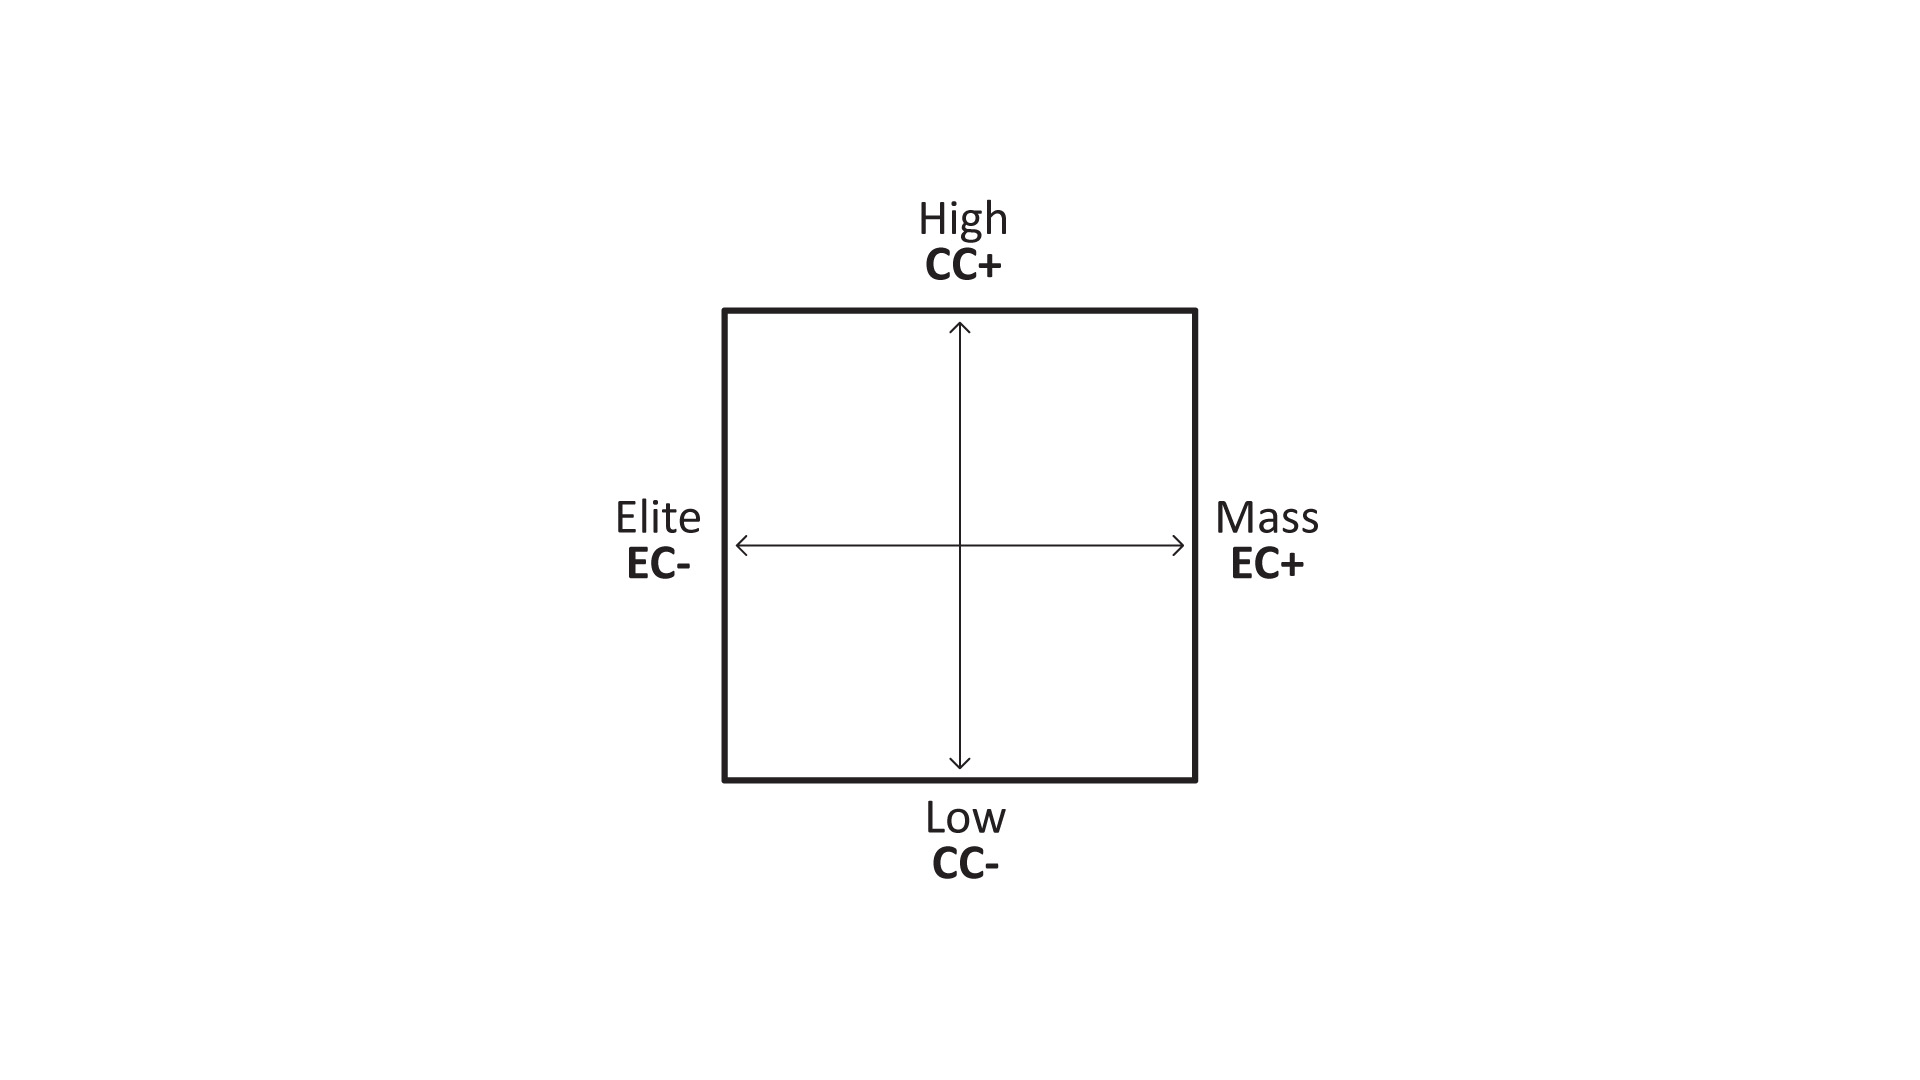 High
CC+
Elite
EC-
Mass
EC+
Low
CC-